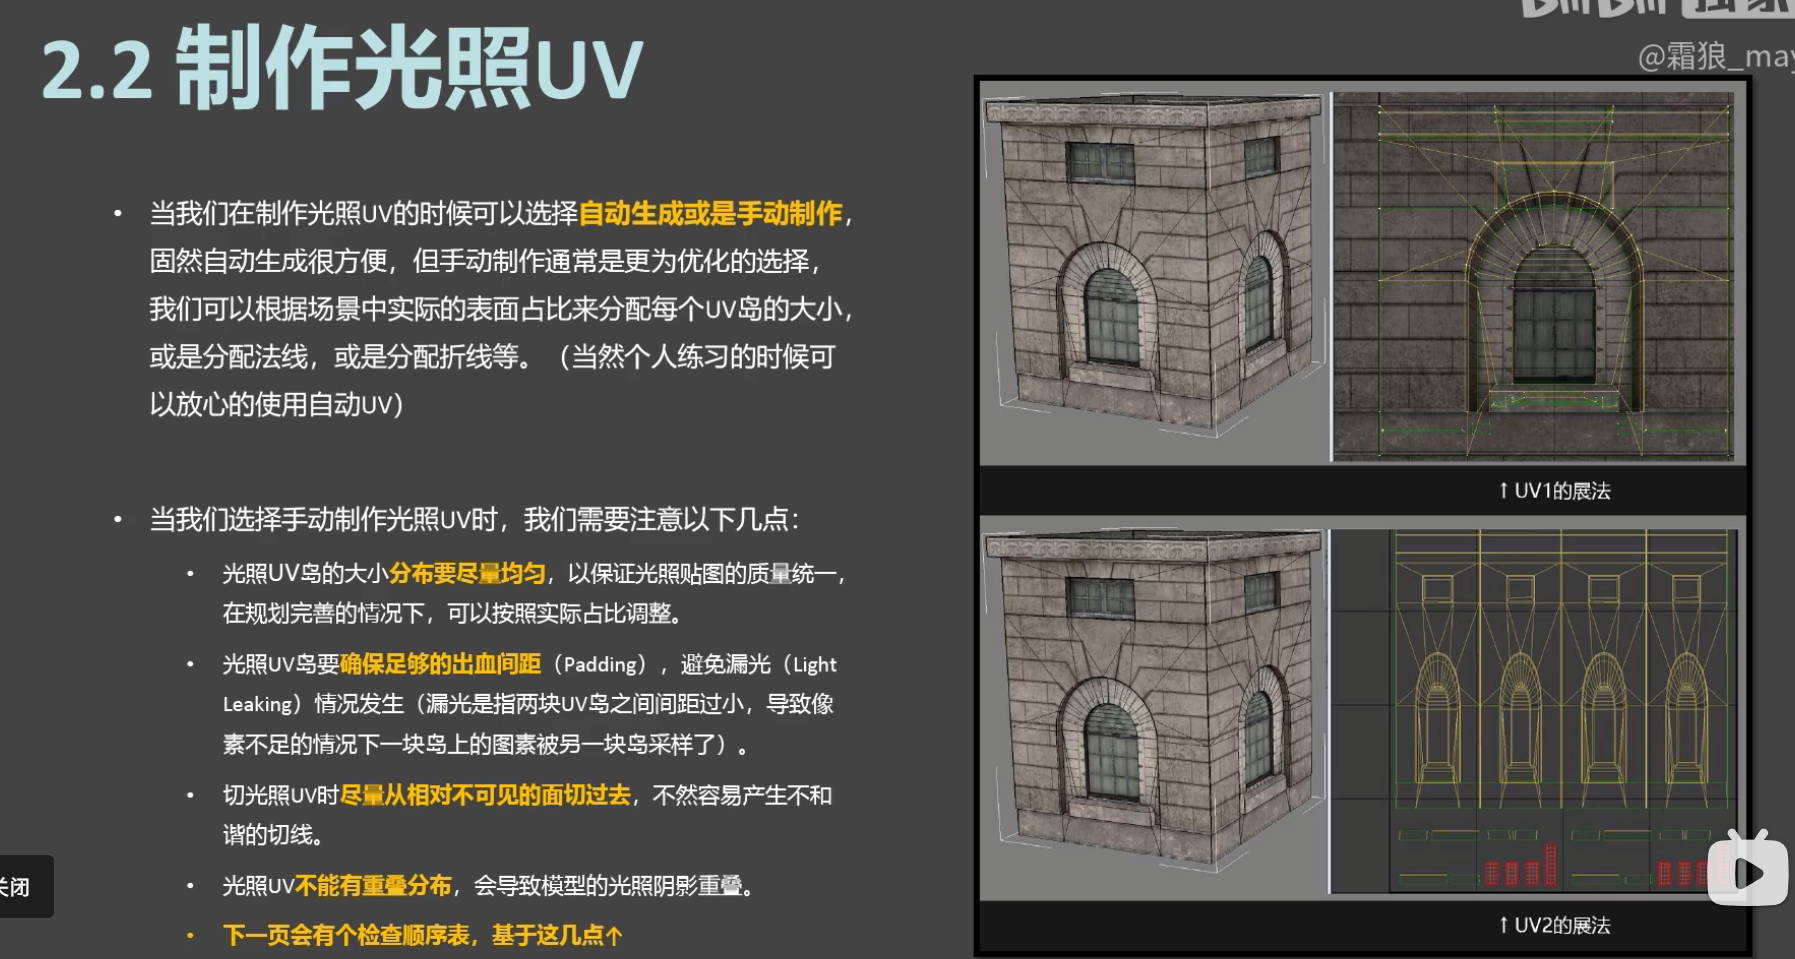 2.2 制作光照UV
@霜狼_may
• 当我们在制作光照UV的时候可以选择自动生成或是手动制作，
固然自动生成很方便，但手动制作通常是更为优化的选择，
我们可以根据场景中实际的表面占比来分配每个UV岛的大小，
或是分配法线，或是分配折线等。（当然个人练习的时候可
以放心的使用自动UV）
• 当我们选择手动制作光照UV时，我们需要注意以下几点：
• 光照UV岛的大小分布要尽量均匀，以保证光照贴图的质量统一，
在规划完善的情况下，可以按照实际占比调整。
• 光照UV岛要确保足够的出血间距（Padding），避免漏光（Light
Leaking）情况发生（漏光是指两块UV岛之间间距过小，导致像
素不足的情况下一块岛上的图素被另一块岛采样了）。
• 切光照UV时尽量从相对不可见的面切过去，不然容易产生不和
谐的切线。
• 光照UV不能有重叠分布，会导致模型的光照阴影重叠。
• 下一页会有个检查顺序表，基于这几点↑
↑ UV1的展法
↑ UV2的展法
关闭